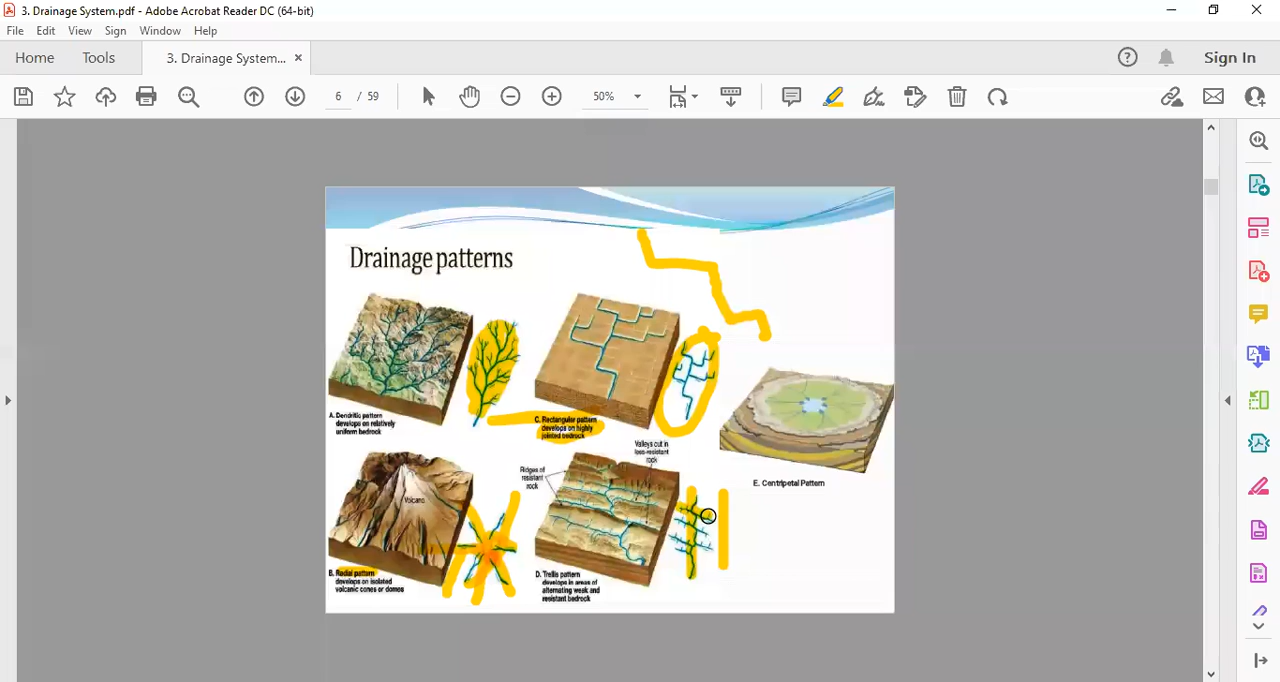 3. Drainage System.pdf - Adobe Acrobat Reader DC (64-bit)
File Edit View Sign Window Help
Home Tools 3. Drainage System... × Sign In
6 / 59 50%
Drainage patterns
A. Dendritic pattern
develops on relatively
uniform bedrock
C. Rectangular pattern
develops on highly
jointed bedrock
Valleys cut in
less-resistant
rock
Ridges of
resistant
rock
Volcano
E. Centripetal Pattern
B. Radial pattern
develops on isolated
volcanic cones or domes
D. Trellis pattern
develops in areas of
alternating weak and
resistant bedrock